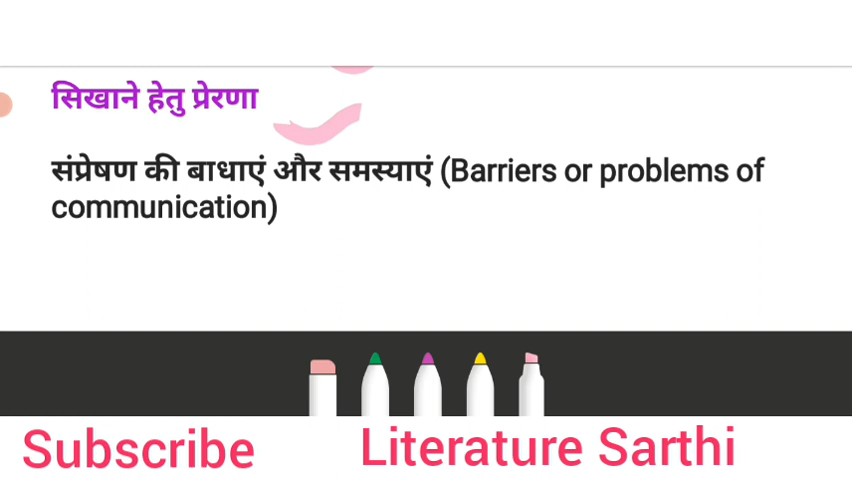 सिखाने हेतु प्रेरणा
संप्रेषण की बाधाएं और समस्याएं (Barriers or problems of
communication)
Subscribe
Literature Sarthi